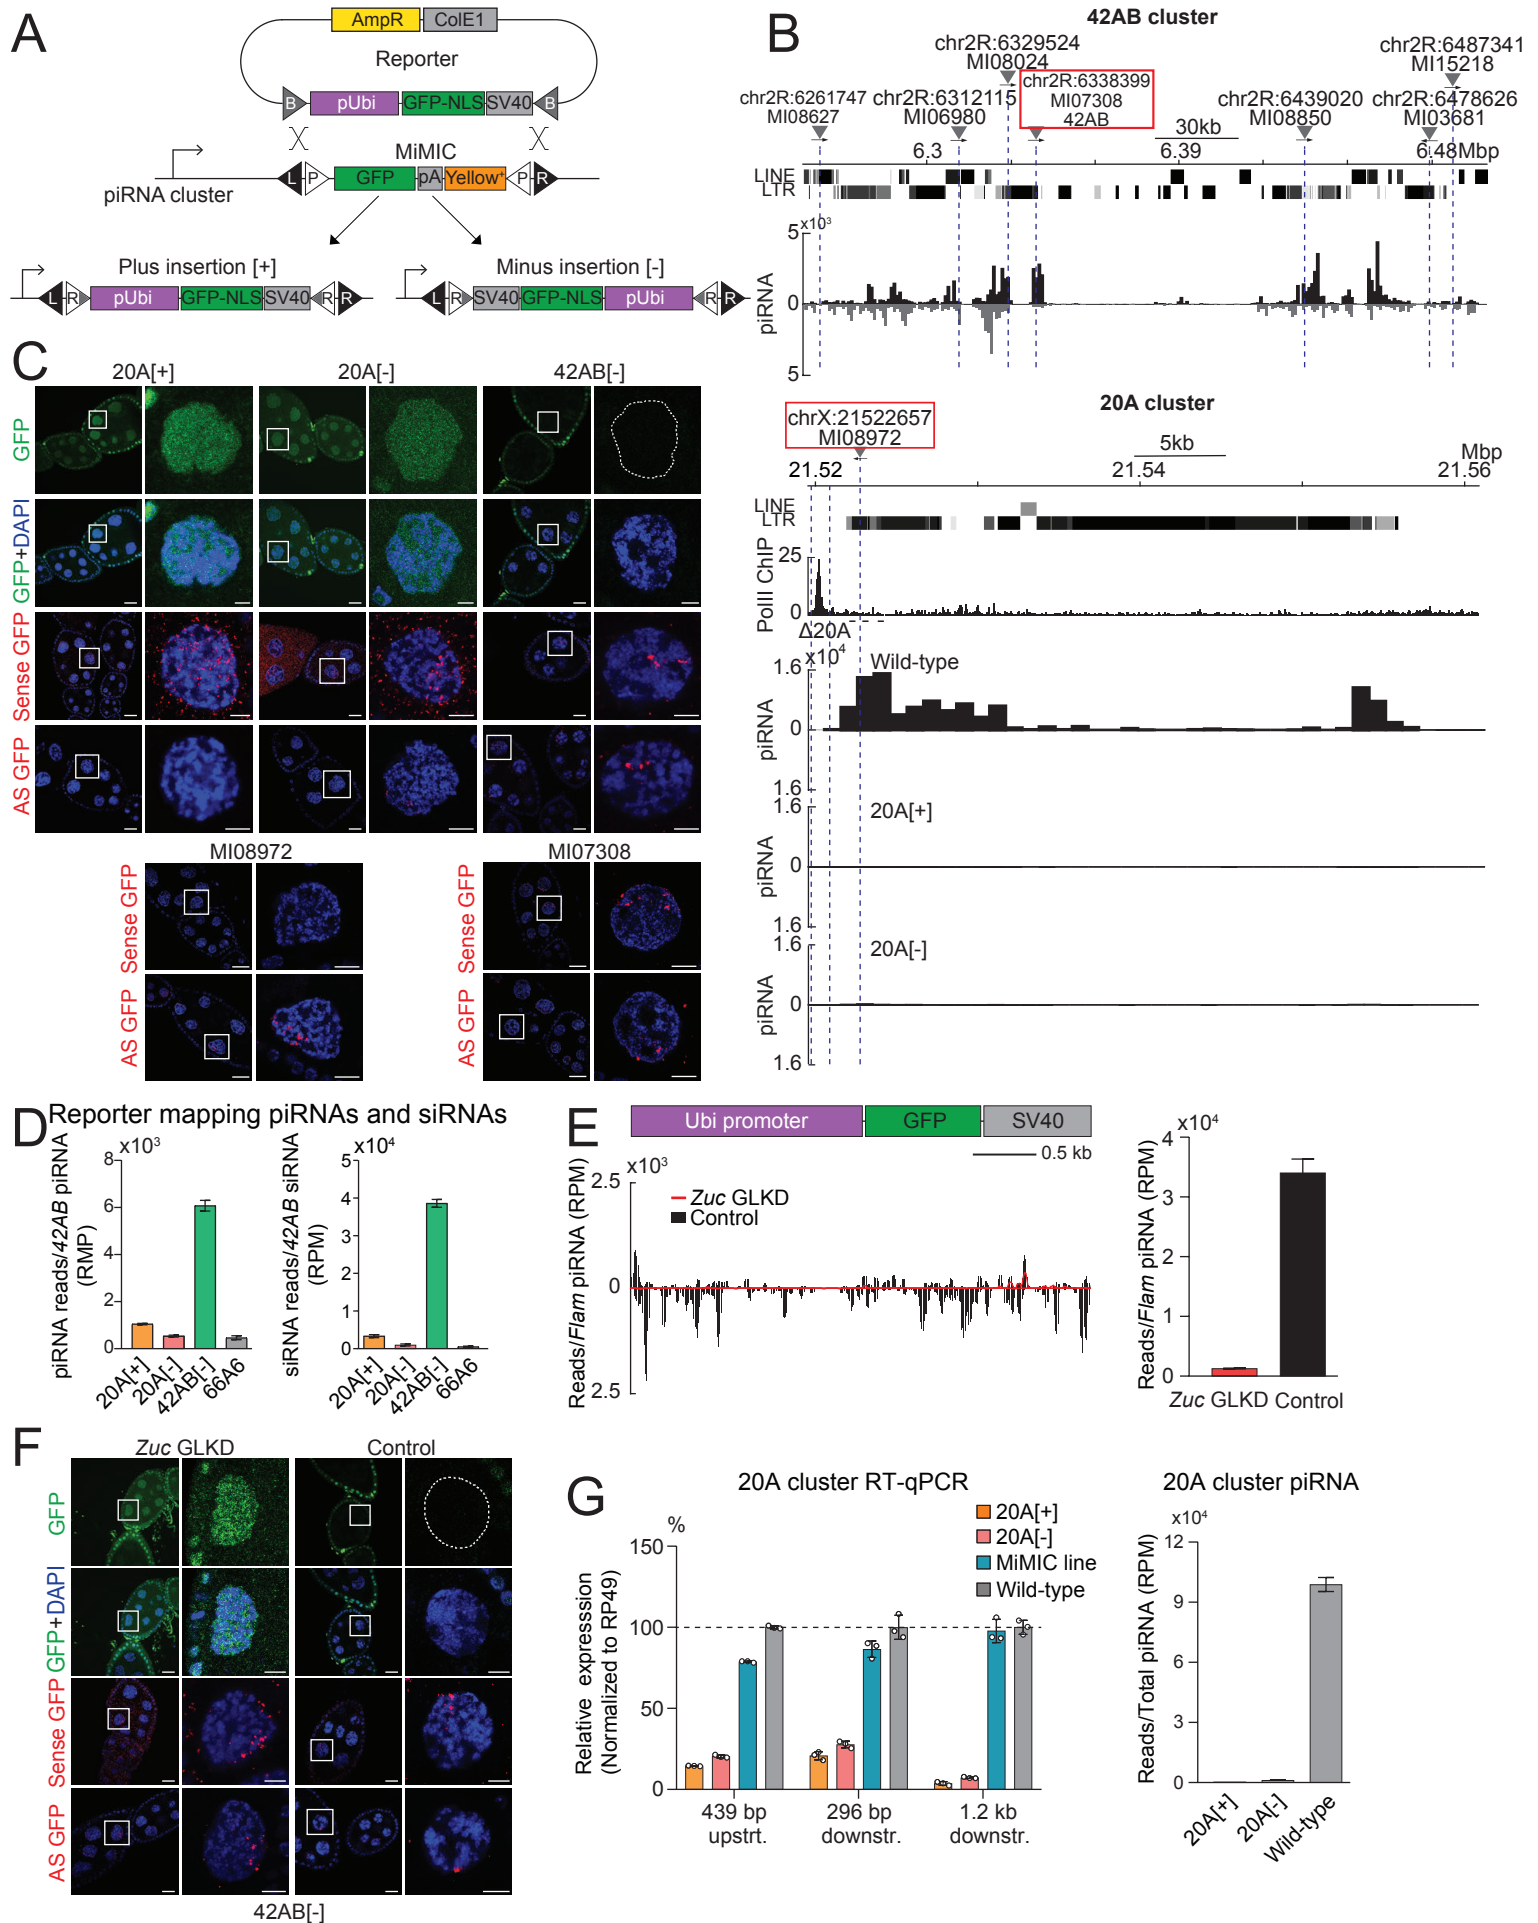 A
AmpR
ColE1
Reporter
B
pUbi
GFP-NLS
SV40
B
MiMIC
piRNA cluster
L
P
GFP
pA
Yellow+
P
R
Plus insertion [+]
Minus insertion [-]
L
R
pUbi
GFP-NLS
SV40
R
R
L
R
SV40
GFP-NLS
pUbi
R
R
B
42AB cluster
chr2R:6329524
MI08024
chr2R:6487341
MI15218
chr2R:6338399
MI07308
42AB
chr2R:6261747
MI08627
chr2R:6312115
MI06980
chr2R:6439020
MI08850
chr2R:6478626
MI03681
30kb
6.3
6.39
6.48Mbp
LINE
LTR
x10³
5
0
5
piRNA
20A cluster
chrX:21522657
MI08972
5kb
Mbp
21.52
21.54
21.56
LINE
LTR
PolII ChIP
25
0
Δ20A
x10⁴
Wild-type
1.6
0
1.6
piRNA
20A[+]
1.6
0
1.6
piRNA
20A[-]
1.6
0
1.6
piRNA
C
20A[+]
20A[-]
42AB[-]
GFP
GFP+DAPI
Sense GFP
AS GFP
MI08972
MI07308
Sense GFP
AS GFP
Sense GFP
AS GFP
D
Reporter mapping piRNAs and siRNAs
piRNA reads/42AB piRNA
(RMP)
x10³
8
6
4
2
0
20A[+]
20A[-]
42AB[-]
66A6
siRNA reads/42AB siRNA
(RPM)
x10⁴
5
4
3
2
1
0
20A[+]
20A[-]
42AB[-]
66A6
E
Ubi promoter
GFP
SV40
0.5 kb
x10³
2.5
0
2.5
Reads/Flam piRNA (RPM)
Zuc GLKD
Control
x10⁴
4
3
2
1
0
Reads/Flam piRNA (RPM)
Zuc GLKD
Control
F
Zuc GLKD
Control
GFP
GFP+DAPI
Sense GFP
AS GFP
42AB[-]
G
20A cluster RT-qPCR
20A[+]
20A[-]
MiMIC line
Wild-type
%
150
100
50
0
Relative expression
(Normalized to RP49)
439 bp
upstrt.
296 bp
downstr.
1.2 kb
downstr.
20A cluster piRNA
x10⁴
12
9
6
3
0
Reads/Total piRNA (RPM)
20A[+]
20A[-]
Wild-type